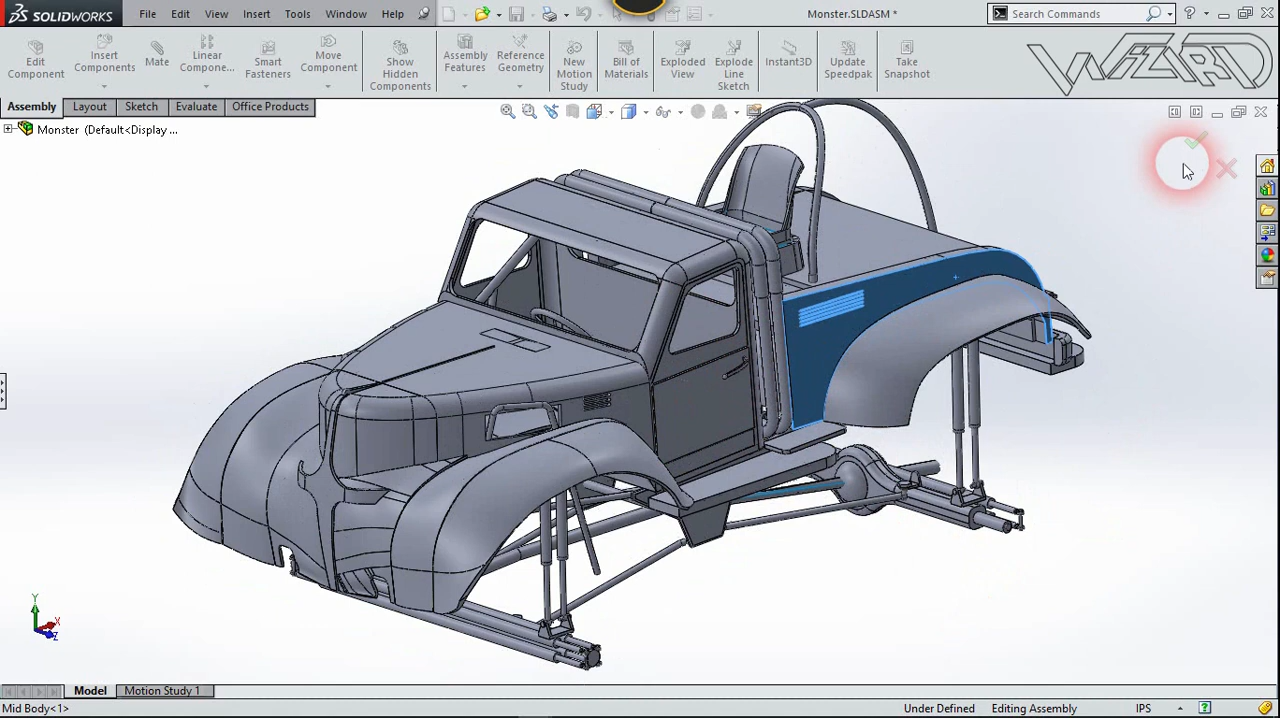 SOLIDWORKS File Edit View Insert Tools Window Help Monster.SLDASM * Search Commands
Edit Component
Insert Components
Mate
Linear Compone...
Smart Fasteners
Move Component
Show Hidden Components
Assembly Features
Reference Geometry
New Motion Study
Bill of Materials
Exploded View
Explode Line Sketch
Instant3D
Update Speedpak
Take Snapshot
WiZARD
Assembly Layout Sketch Evaluate Office Products
Monster (Default<Display ...
Y
X
Z
Model Motion Study 1
Mid Body<1> Under Defined Editing Assembly IPS